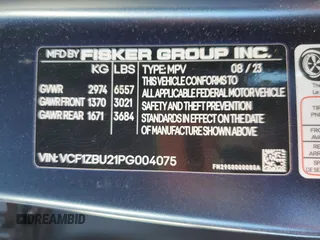 MFD BY FISKER GROUP INC.
KG LBS TYPE: MPV 08 / 23
GVWR 2974 6557
GAWR FRONT 1370 3021
GAWR REAR 1671 3684
THIS VEHICLE CONFORMS TO
ALL APPLICABLE FEDERAL MOTOR VEHICLE
SAFETY AND THEFT PREVENTION
STANDARDS IN EFFECT ON THE DATE OF
MANUFACTURE
VIN: VCF1ZBU21PG004075
DREAMBID